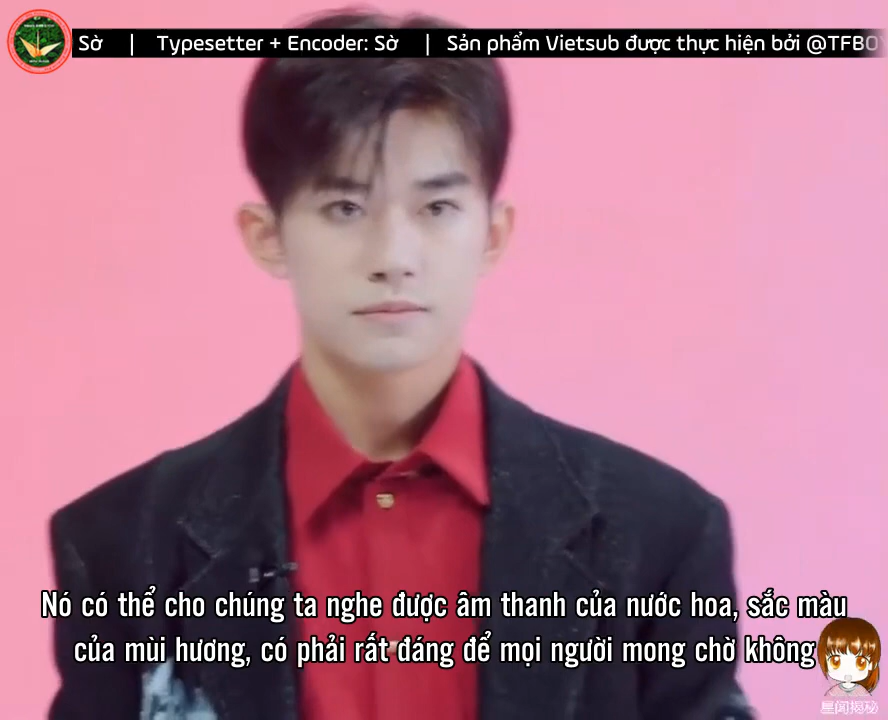 Sờ | Typesetter + Encoder: Sờ | Sản phẩm Vietsub được thực hiện bởi @TFBOY
Nó có thể cho chúng ta nghe được âm thanh của nước hoa, sắc màu
của mùi hương, có phải rất đáng để mọi người mong chờ không
星闻揭秘